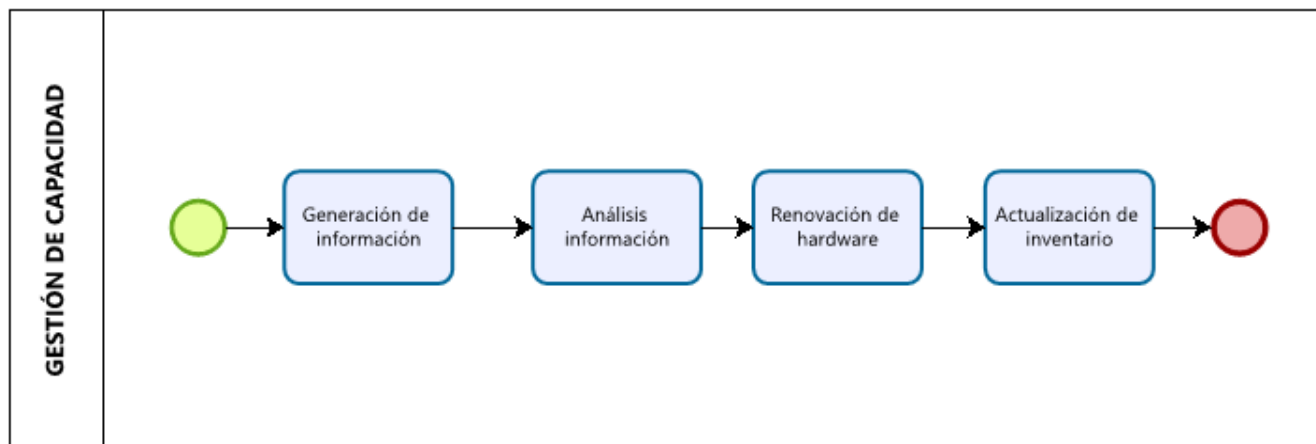 GESTIÓN DE CAPACIDAD
Generación de
información
Análisis
información
Renovación de
hardware
Actualización de
inventario